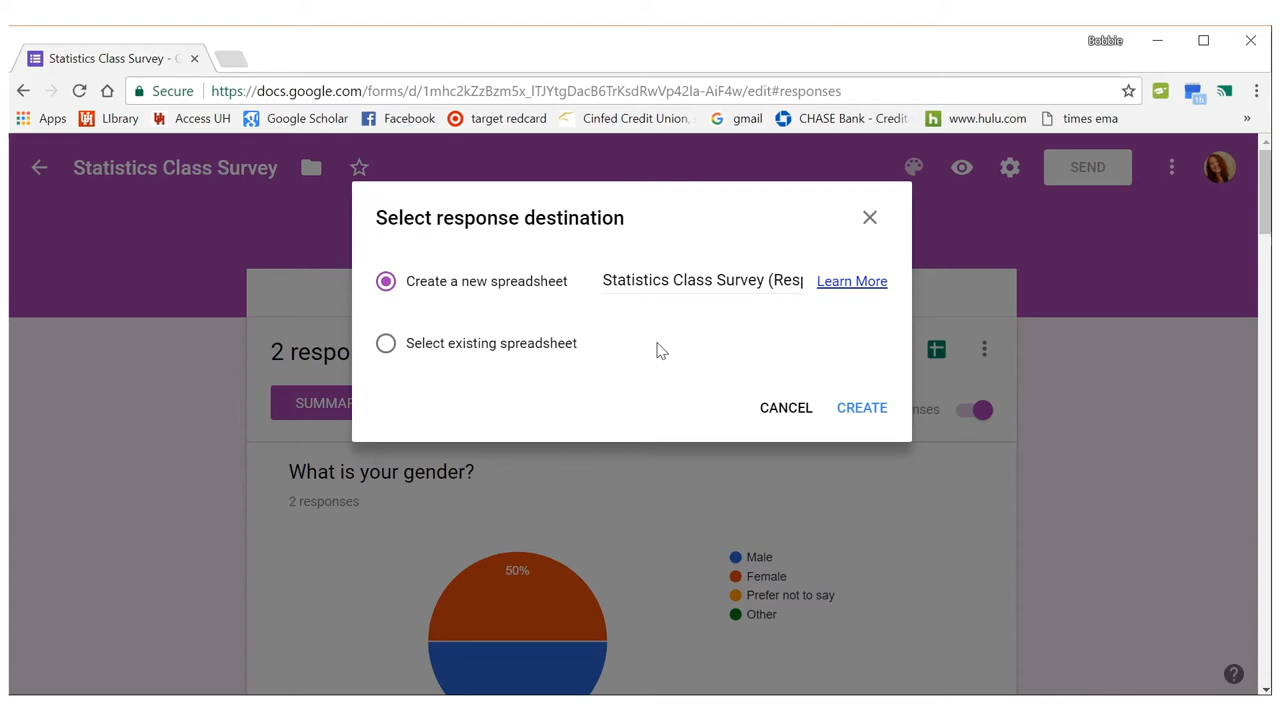 Bobbie
Statistics Class Survey - G
Secure https://docs.google.com/forms/d/1mhc2kZzBzm5x_lTJYtgDacB6TrKsdRwVp42la-AiF4w/edit#responses
1h
Apps LIbrary Access UH Google Scholar Facebook target redcard Cinfed Credit Union, gmail CHASE Bank - Credit www.hulu.com times ema »
Statistics Class Survey SEND
Select response destination
Create a new spreadsheet Statistics Class Survey (Resp Learn More
Select existing spreadsheet
2 respo
CANCEL CREATE
SUMMAR nses
What is your gender?
2 responses
50%
Male
Female
Prefer not to say
Other